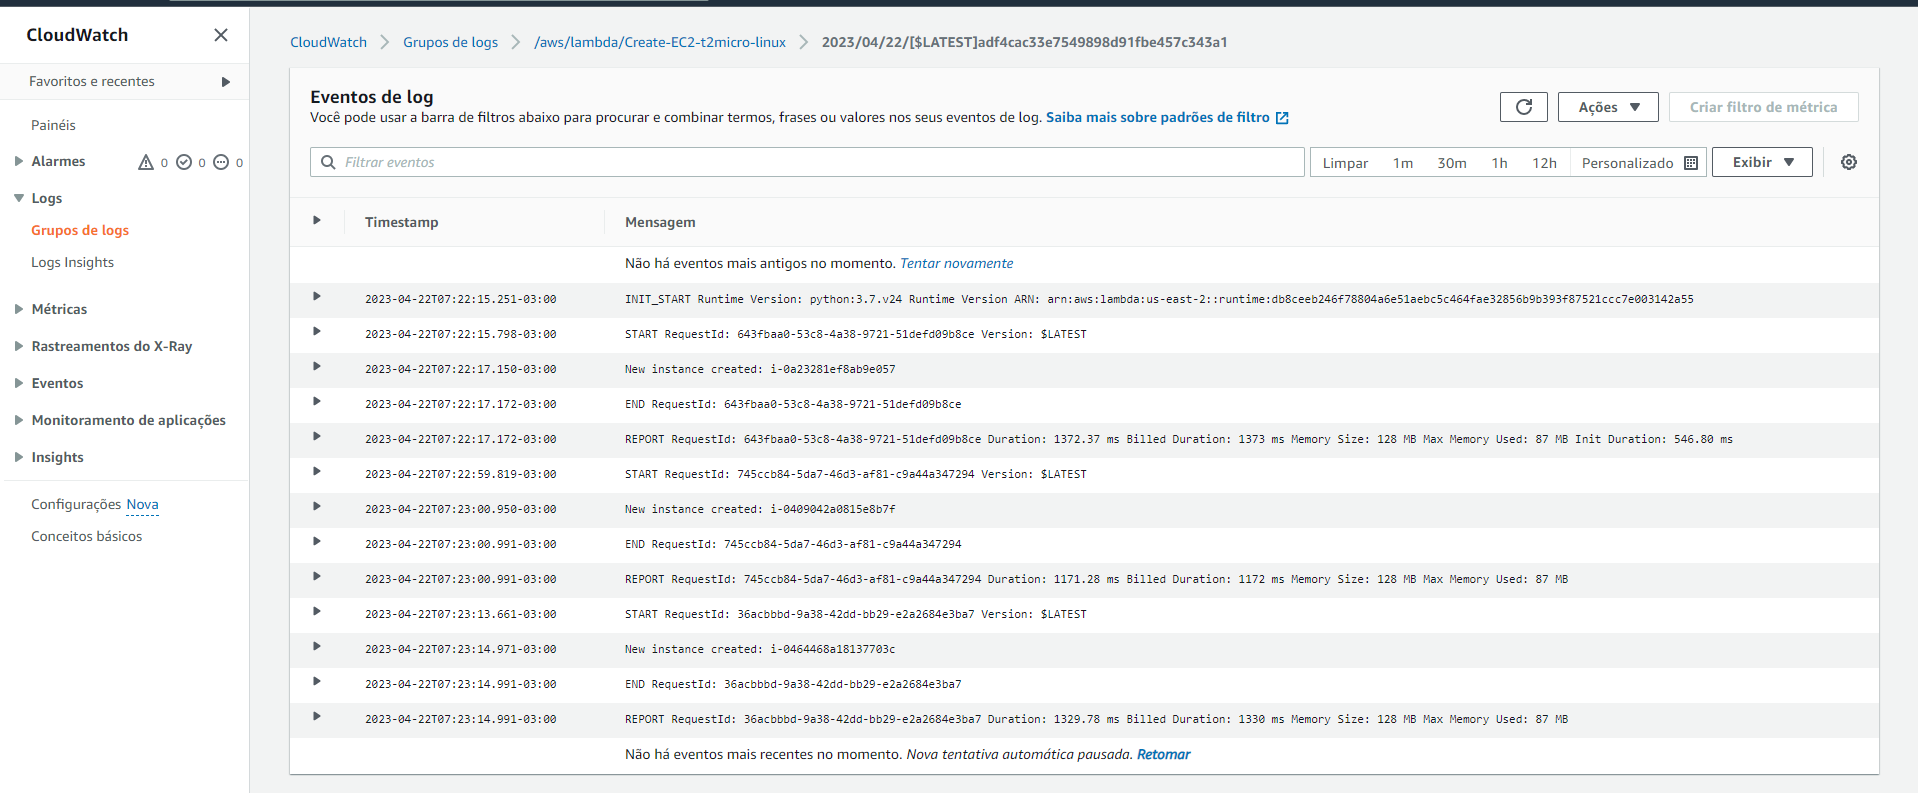 CloudWatch
Favoritos e recentes
Painéis
Alarmes 0 0 0
Logs
Grupos de logs
Logs Insights
Métricas
Rastreamentos do X-Ray
Eventos
Monitoramento de aplicações
Insights
Configurações Nova
Conceitos básicos
CloudWatch Grupos de logs /aws/lambda/Create-EC2-t2micro-linux 2023/04/22/[$LATEST]adf4cac33e7549898d91fbe457c343a1
Eventos de log
Você pode usar a barra de filtros abaixo para procurar e combinar termos, frases ou valores nos seus eventos de log. Saiba mais sobre padrões de filtro
Ações Criar filtro de métrica
Filtrar eventos Limpar 1m 30m 1h 12h Personalizado Exibir
Timestamp Mensagem
Não há eventos mais antigos no momento. Tentar novamente
2023-04-22T07:22:15.251-03:00 INIT_START Runtime Version: python:3.7.v24 Runtime Version ARN: arn:aws:lambda:us-east-2::runtime:db8ceeb246f78804a6e51aebc5c464fae32856b9b393f87521ccc7e003142a55
2023-04-22T07:22:15.798-03:00 START RequestId: 643fbaa0-53c8-4a38-9721-51defd09b8ce Version: $LATEST
2023-04-22T07:22:17.150-03:00 New instance created: i-0a23281ef8ab9e057
2023-04-22T07:22:17.172-03:00 END RequestId: 643fbaa0-53c8-4a38-9721-51defd09b8ce
2023-04-22T07:22:17.172-03:00 REPORT RequestId: 643fbaa0-53c8-4a38-9721-51defd09b8ce Duration: 1372.37 ms Billed Duration: 1373 ms Memory Size: 128 MB Max Memory Used: 87 MB Init Duration: 546.80 ms
2023-04-22T07:22:59.819-03:00 START RequestId: 745ccb84-5da7-46d3-af81-c9a44a347294 Version: $LATEST
2023-04-22T07:23:00.950-03:00 New instance created: i-0409042a0815e8b7f
2023-04-22T07:23:00.991-03:00 END RequestId: 745ccb84-5da7-46d3-af81-c9a44a347294
2023-04-22T07:23:00.991-03:00 REPORT RequestId: 745ccb84-5da7-46d3-af81-c9a44a347294 Duration: 1171.28 ms Billed Duration: 1172 ms Memory Size: 128 MB Max Memory Used: 87 MB
2023-04-22T07:23:13.661-03:00 START RequestId: 36acbbbd-9a38-42dd-bb29-e2a2684e3ba7 Version: $LATEST
2023-04-22T07:23:14.971-03:00 New instance created: i-0464468a18137703c
2023-04-22T07:23:14.991-03:00 END RequestId: 36acbbbd-9a38-42dd-bb29-e2a2684e3ba7
2023-04-22T07:23:14.991-03:00 REPORT RequestId: 36acbbbd-9a38-42dd-bb29-e2a2684e3ba7 Duration: 1329.78 ms Billed Duration: 1330 ms Memory Size: 128 MB Max Memory Used: 87 MB
Não há eventos mais recentes no momento. Nova tentativa automática pausada. Retomar